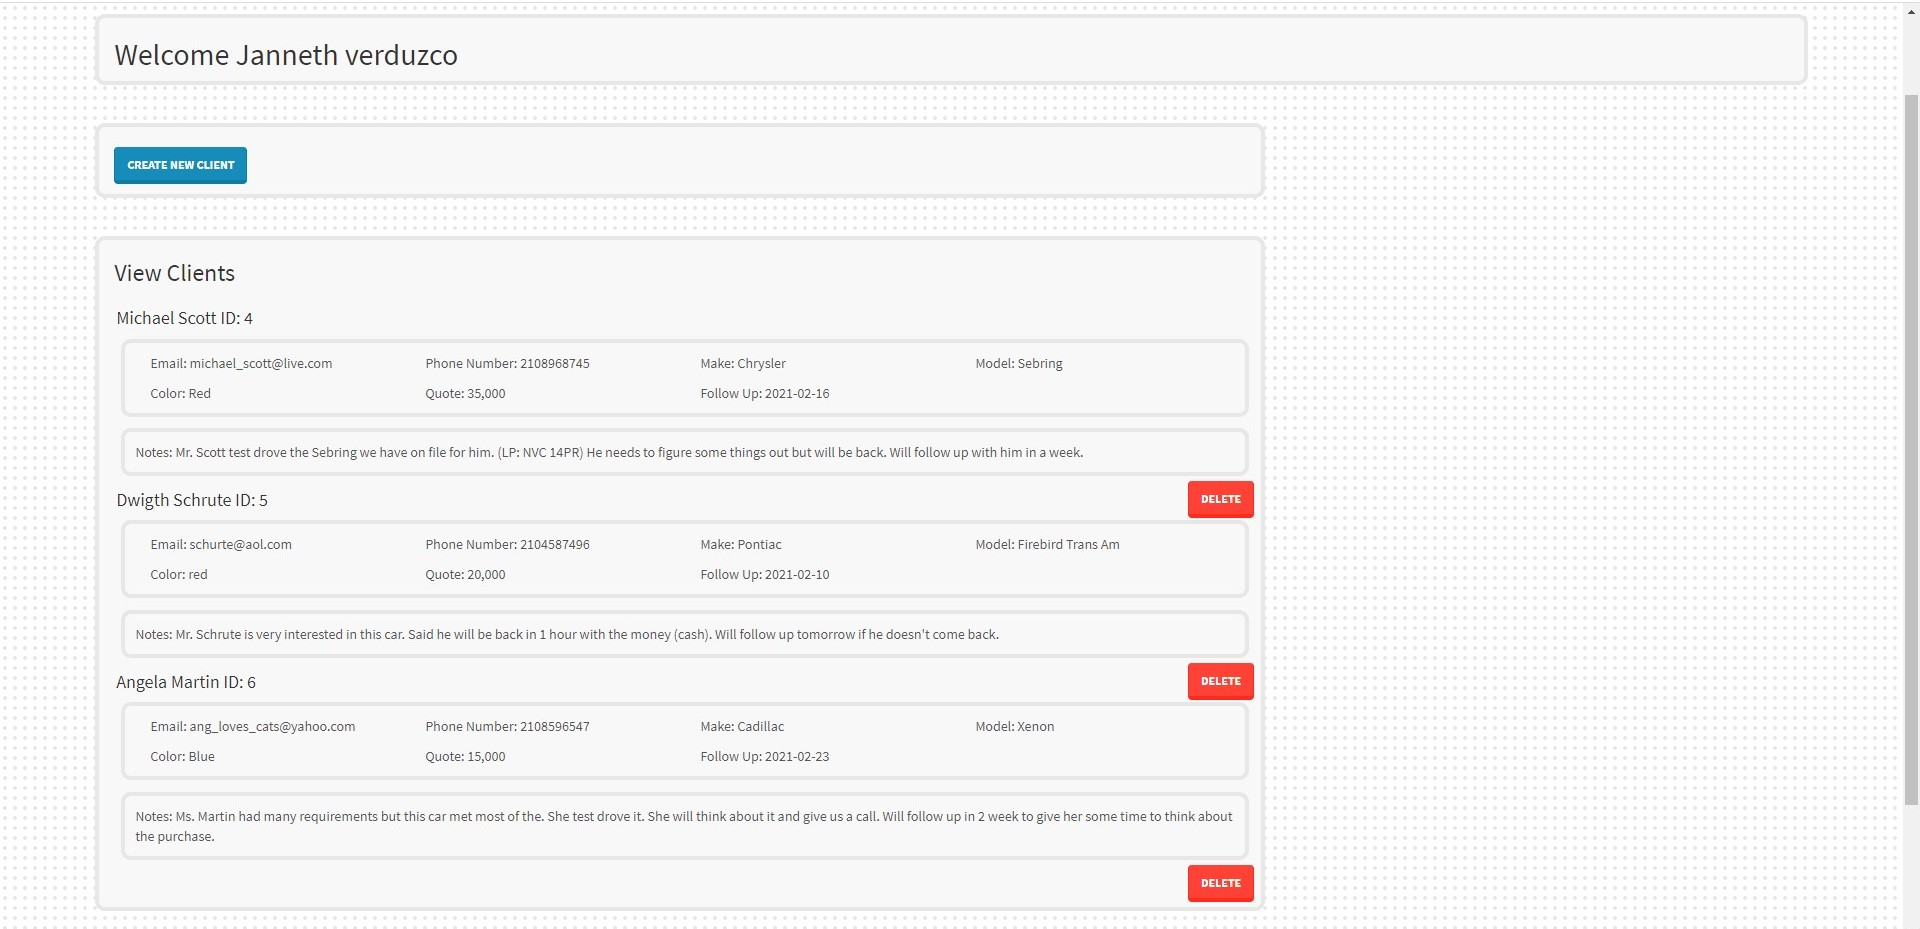 Welcome Janneth verduzco
CREATE NEW CLIENT
View Clients
Michael Scott ID: 4
Email: michael_scott@live.com Phone Number: 2108968745 Make: Chrysler Model: Sebring
Color: Red Quote: 35,000 Follow Up: 2021-02-16
Notes: Mr. Scott test drove the Sebring we have on file for him. (LP: NVC 14PR) He needs to figure some things out but will be back. Will follow up with him in a week.
DELETE
Dwigth Schrute ID: 5
Email: schurte@aol.com Phone Number: 2104587496 Make: Pontiac Model: Firebird Trans Am
Color: red Quote: 20,000 Follow Up: 2021-02-10
Notes: Mr. Schrute is very interested in this car. Said he will be back in 1 hour with the money (cash). Will follow up tomorrow if he doesn't come back.
DELETE
Angela Martin ID: 6
Email: ang_loves_cats@yahoo.com Phone Number: 2108596547 Make: Cadillac Model: Xenon
Color: Blue Quote: 15,000 Follow Up: 2021-02-23
Notes: Ms. Martin had many requirements but this car met most of the. She test drove it. She will think about it and give us a call. Will follow up in 2 week to give her some time to think about
the purchase.
DELETE